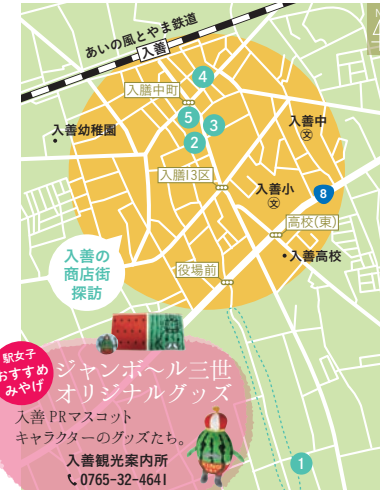 あいの風とやま鉄道
入善
4
入膳中町
5
3
2
入善幼稚園
入善中
文
入膳13区
入善小
文
8
高校(東)
入善高校
役場前
入善の
商店街
探訪
駅女子
おすすめ
みやげ
ジャンボ〜ル三世
オリジナルグッズ
入善 PRマスコット
キャラクターのグッズたち。
入善観光案内所
0765-32-4641
1